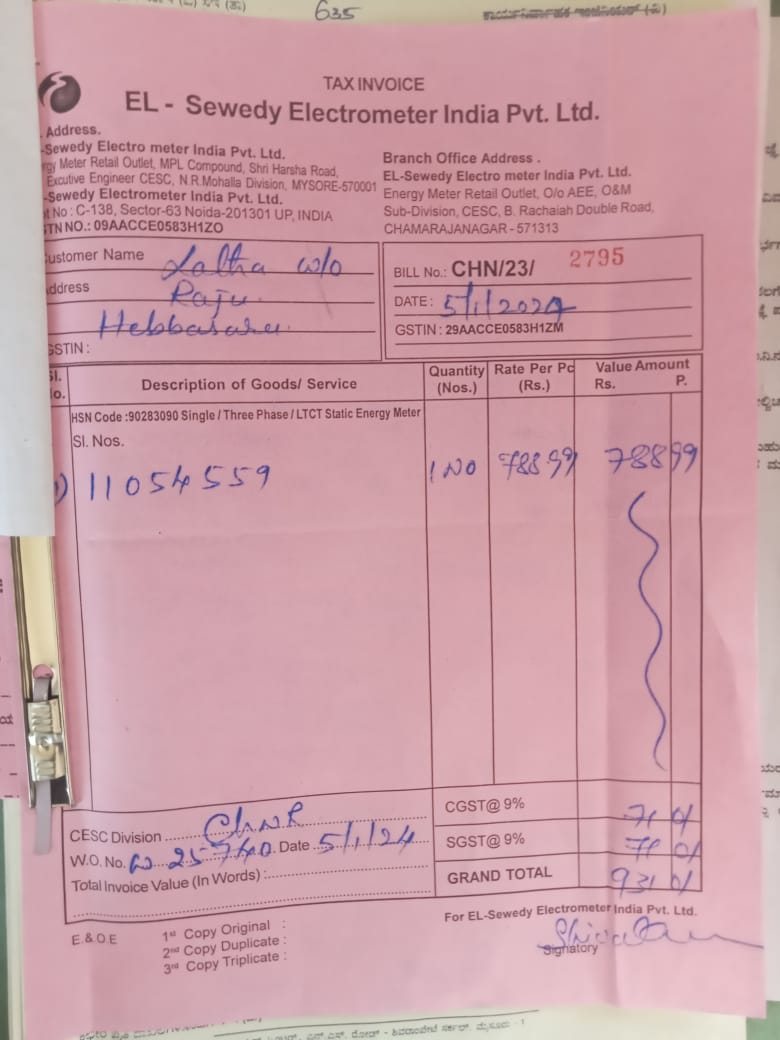 635
TAX INVOICE
EL - Sewedy Electrometer India Pvt. Ltd.
Address.
-Sewedy Electro meter India Pvt. Ltd.
rgy Meter Retail Outlet, MPL Compound, Shri Harsha Road,
Excutive Engineer CESC, N.R.Mohalla Division, MYSORE-570001
-Sewedy Electrometer India Pvt. Ltd.
t No : C-138, Sector-63 Noida-201301 UP, INDIA
TN NO.: 09AACCE0583H1ZO
Branch Office Address .
EL-Sewedy Electro meter India Pvt. Ltd.
Energy Meter Retail Outlet, O/o AEE, O&M
Sub-Division, CESC, B. Rachaiah Double Road,
CHAMARAJANAGAR - 571313
ustomer Name Laltha w/o
ddress Raju
Hebbasaru
GSTIN :
BILL No.: CHN/23/ 2795
DATE : 5/1/2024
GSTIN : 29AACCE0583H1ZM
Sl. No. Description of Goods/ Service Quantity (Nos.) Rate Per Pc (Rs.) Value Amount Rs. P.
HSN Code :90283090 Single / Three Phase / LTCT Static Energy Meter
Sl. Nos.
1) 11054559 1 NO 788 99 788 99
CGST@ 9% 71 0/
SGST@ 9% 71 0/
GRAND TOTAL 931 0/
CESC Division CHNR
W.O. No. W 25740 Date 5/1/24
Total Invoice Value (In Words) :
For EL-Sewedy Electrometer India Pvt. Ltd.
Signatory
E.& O E
1st Copy Original :
2nd Copy Duplicate :
3rd Copy Triplicate :